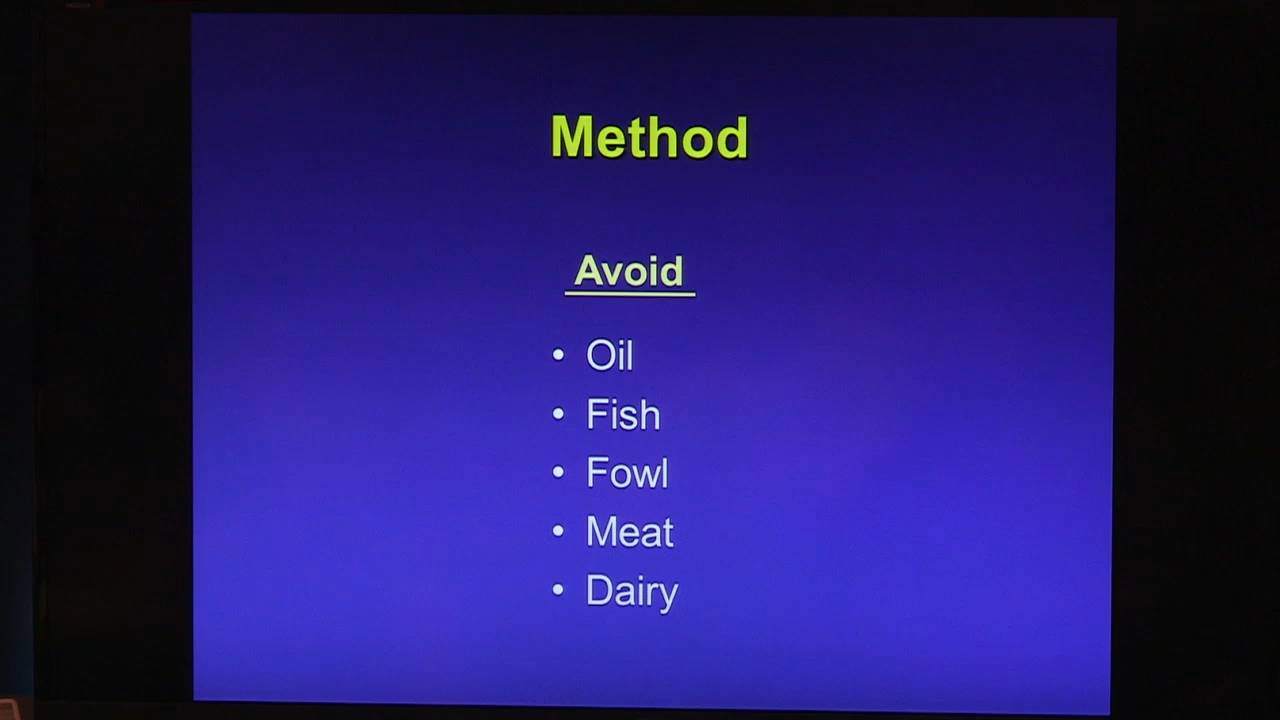 Method
Avoid
• Oil
• Fish
• Fowl
• Meat
• Dairy